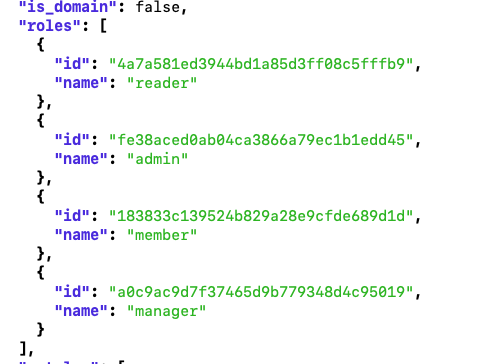 "is_domain": false,
"roles": [
{
"id": "4a7a581ed3944bd1a85d3ff08c5fffb9",
"name": "reader"
},
{
"id": "fe38aced0ab04ca3866a79ec1b1edd45",
"name": "admin"
},
{
"id": "183833c139524b829a28e9cfde689d1d",
"name": "member"
},
{
"id": "a0c9ac9d7f37465d9b779348d4c95019",
"name": "manager"
}
],